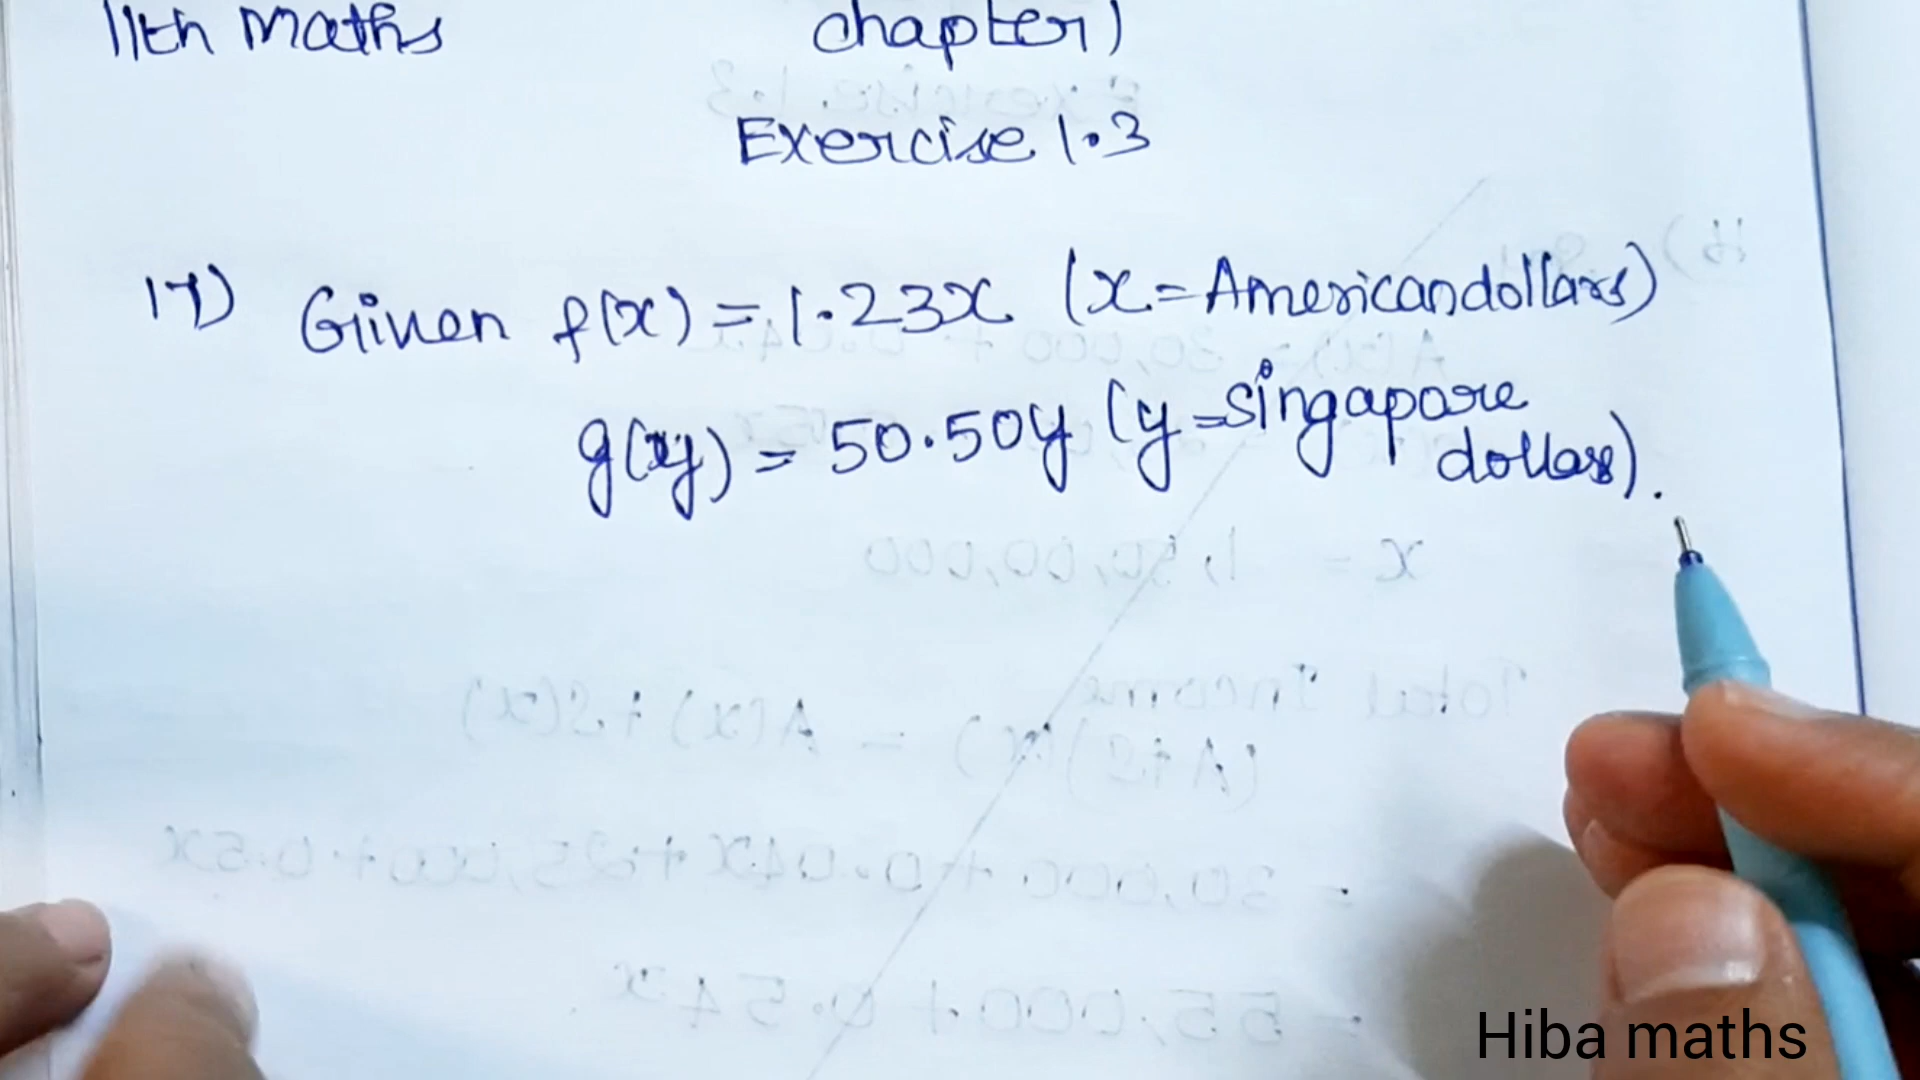 11th Maths chapter 1
Exercise 1.3
17) Given f(x) = 1.23x (x = American dollars)
g(y) = 50.50y (y = singapore
dollars).
Hiba maths